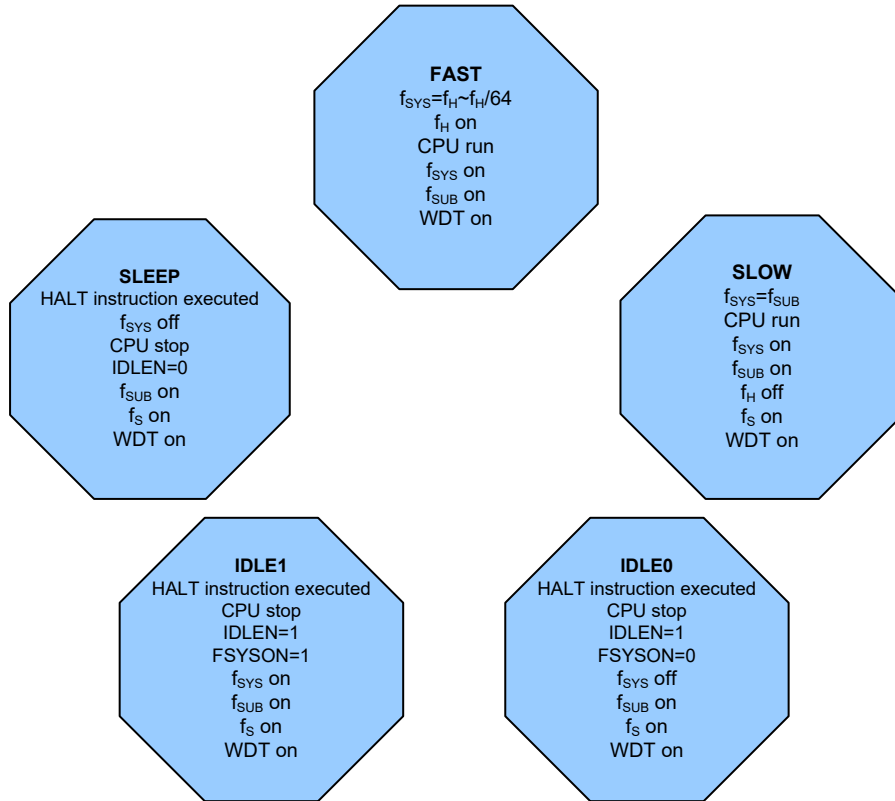 FAST
fSYS=fH~fH/64
fH on
CPU run
fSYS on
fSUB on
WDT on
SLEEP
HALT instruction executed
fSYS off
CPU stop
IDLEN=0
fSUB on
fS on
WDT on
SLOW
fSYS=fSUB
CPU run
fSYS on
fSUB on
fH off
fS on
WDT on
IDLE1
HALT instruction executed
CPU stop
IDLEN=1
FSYSON=1
fSYS on
fSUB on
fS on
WDT on
IDLE0
HALT instruction executed
CPU stop
IDLEN=1
FSYSON=0
fSYS off
fSUB on
fS on
WDT on